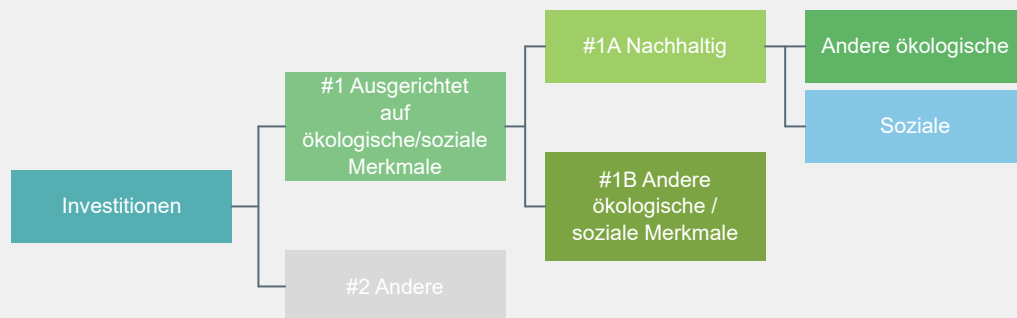 Investitionen
#1 Ausgerichtet
auf
ökologische/soziale
Merkmale
#2 Andere
#1A Nachhaltig
#1B Andere
ökologische /
soziale Merkmale
Andere ökologische
Soziale